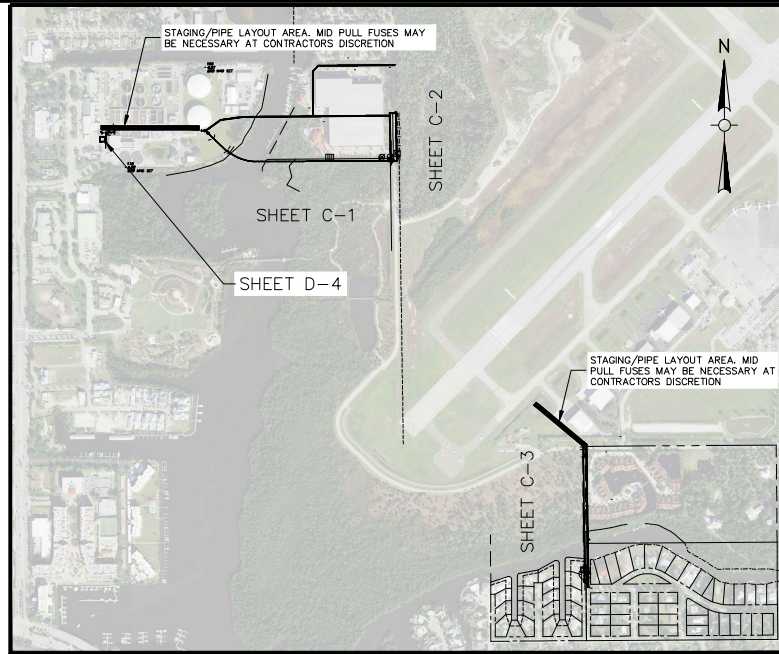 STAGING/PIPE LAYOUT AREA. MID PULL FUSES MAY
BE NECESSARY AT CONTRACTORS DISCRETION
N
SHEET C-2
SHEET C-1
SHEET D-4
STAGING/PIPE LAYOUT AREA. MID
PULL FUSES MAY BE NECESSARY AT
CONTRACTORS DISCRETION
SHEET C-3